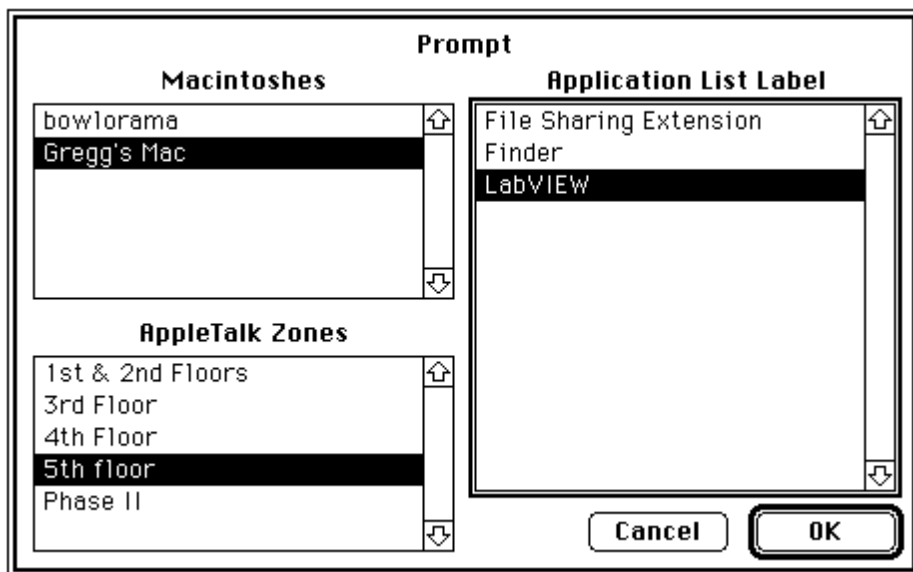 Prompt
Macintoshes
bowlorama
Gregg's Mac
AppleTalk Zones
1st & 2nd Floors
3rd Floor
4th Floor
5th floor
Phase II
Application List Label
File Sharing Extension
Finder
LabVIEW
Cancel
OK